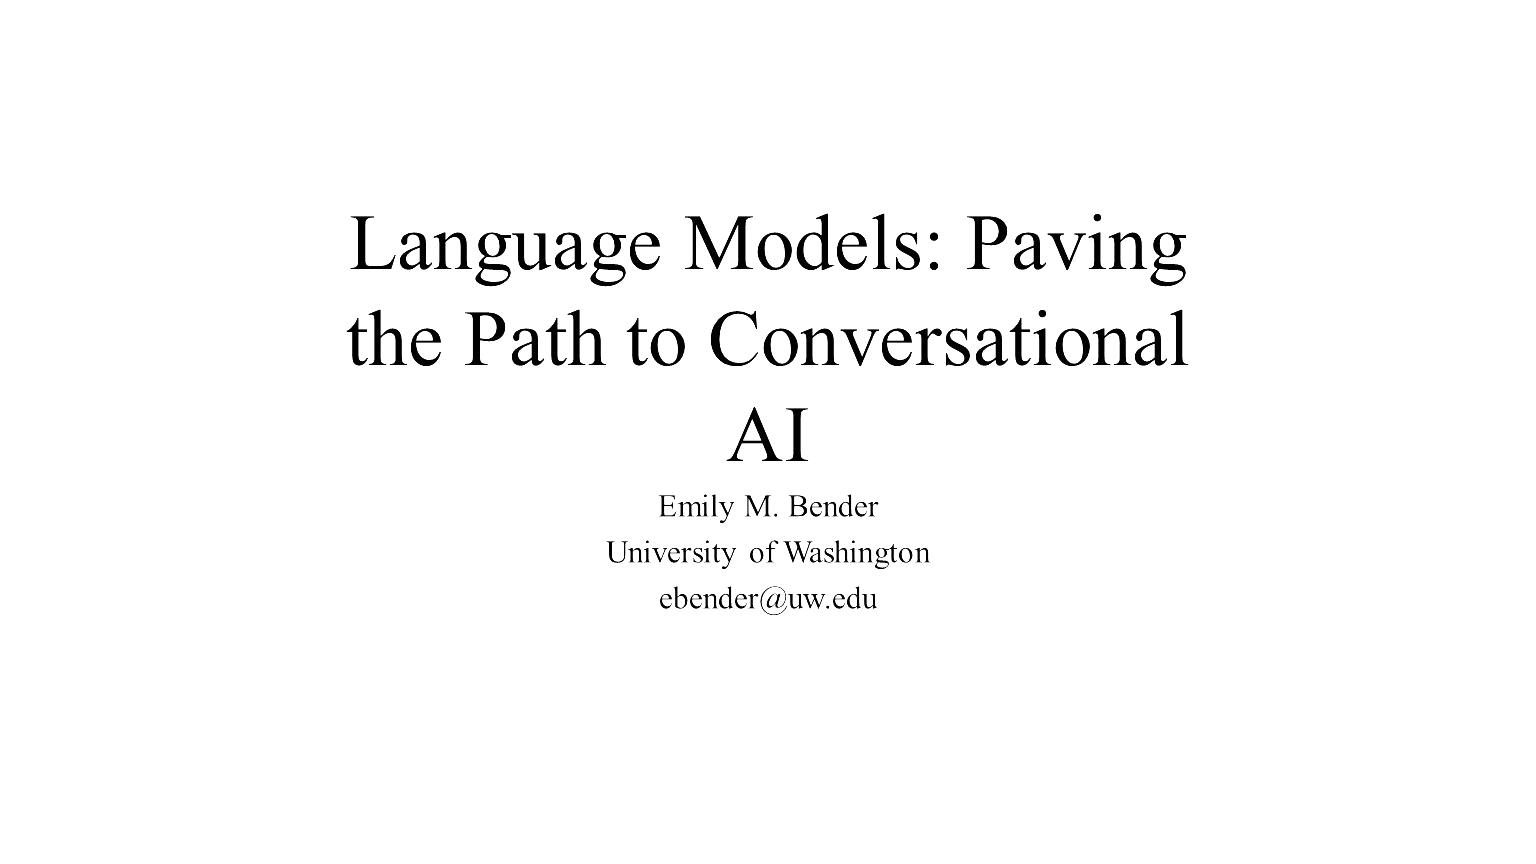 Language Models: Paving
the Path to Conversational
AI
Emily M. Bender
University of Washington
ebender@uw.edu